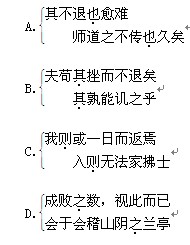 A. 其不退也愈难
师道之不传也久矣
B. 夫苟其挫而不退矣
其孰能讥之乎
C. 我则或一日而返焉
入则无法家拂士
D. 成败之数，视此而已
会于会稽山阴之兰亭